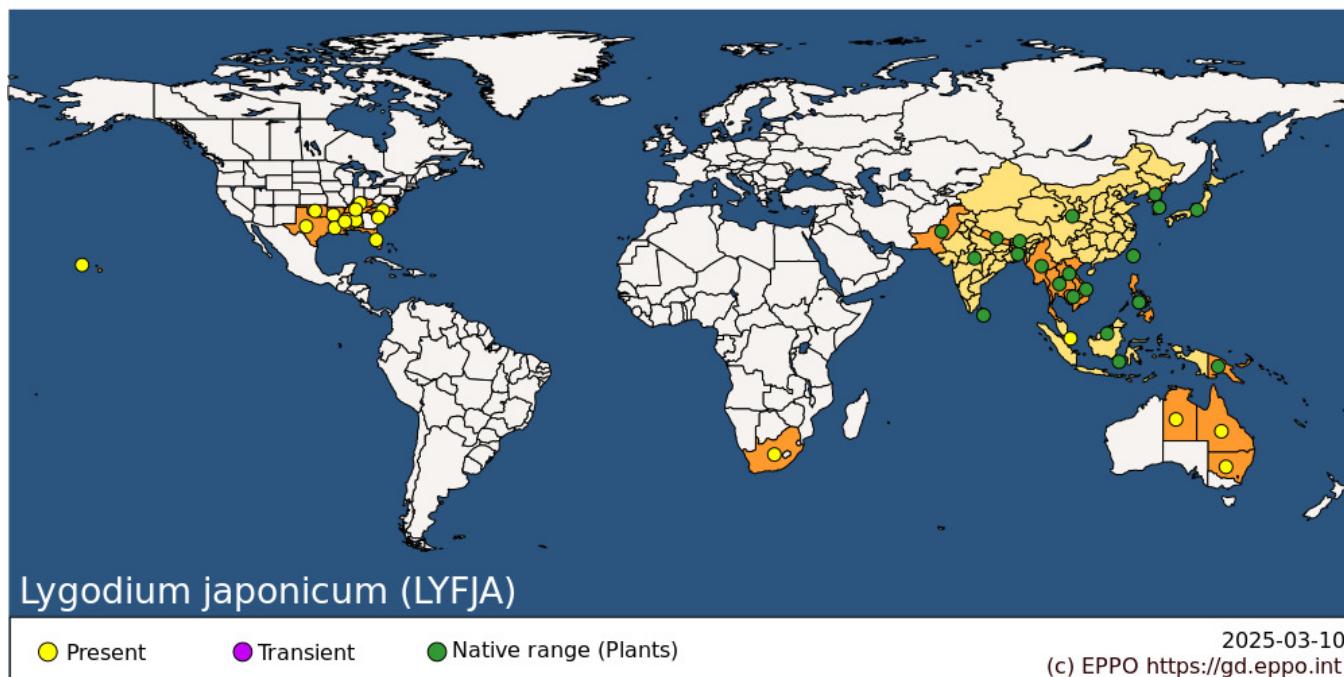 Lygodium japonicum (LYFJA)
Present
Transient
Native range (Plants)
2025-03-10
(c) EPPO https://gd.eppo.int